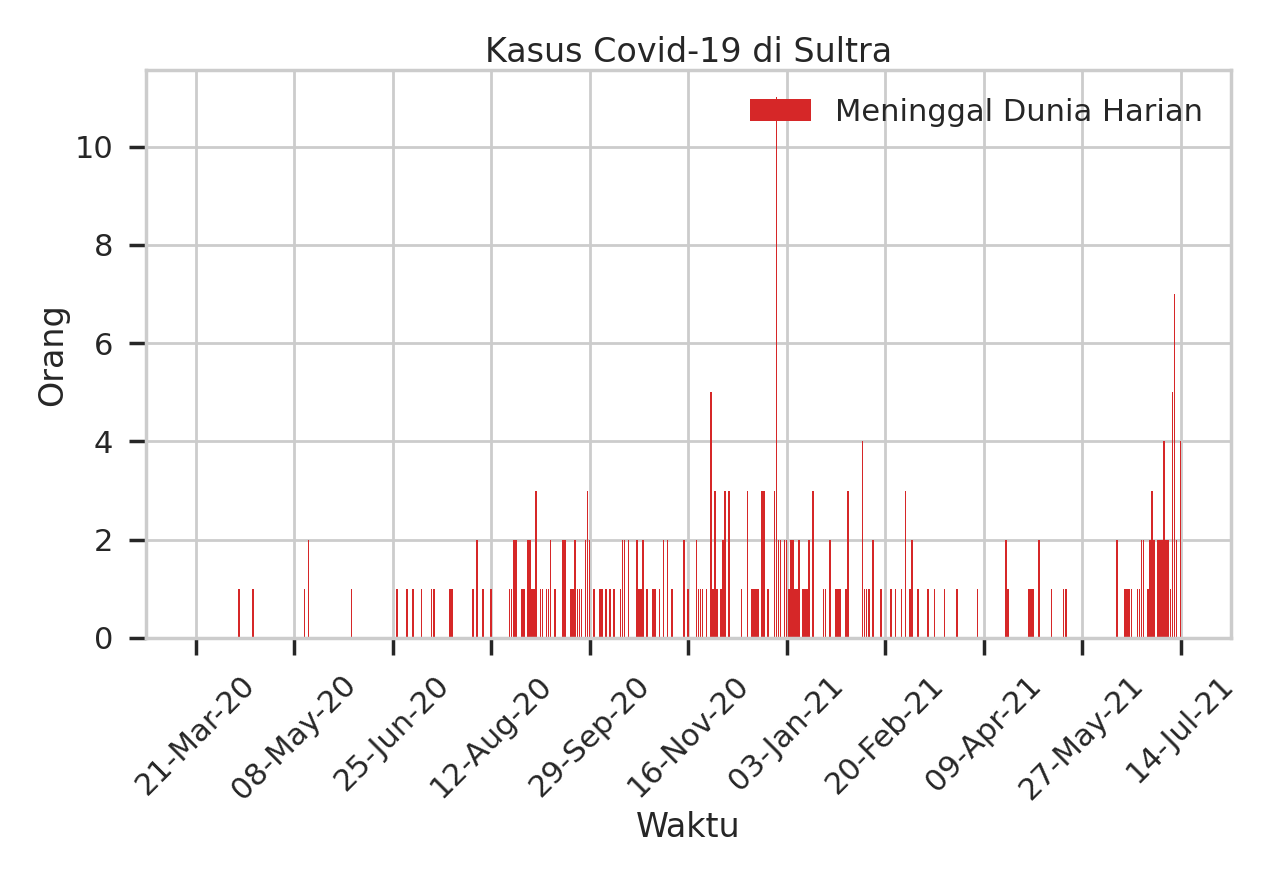 Kasus Covid-19 di Sultra
Meninggal Dunia Harian
Orang
10
8
6
4
2
0
21-Mar-20
08-May-20
25-Jun-20
12-Aug-20
29-Sep-20
16-Nov-20
03-Jan-21
20-Feb-21
09-Apr-21
27-May-21
14-Jul-21
Waktu